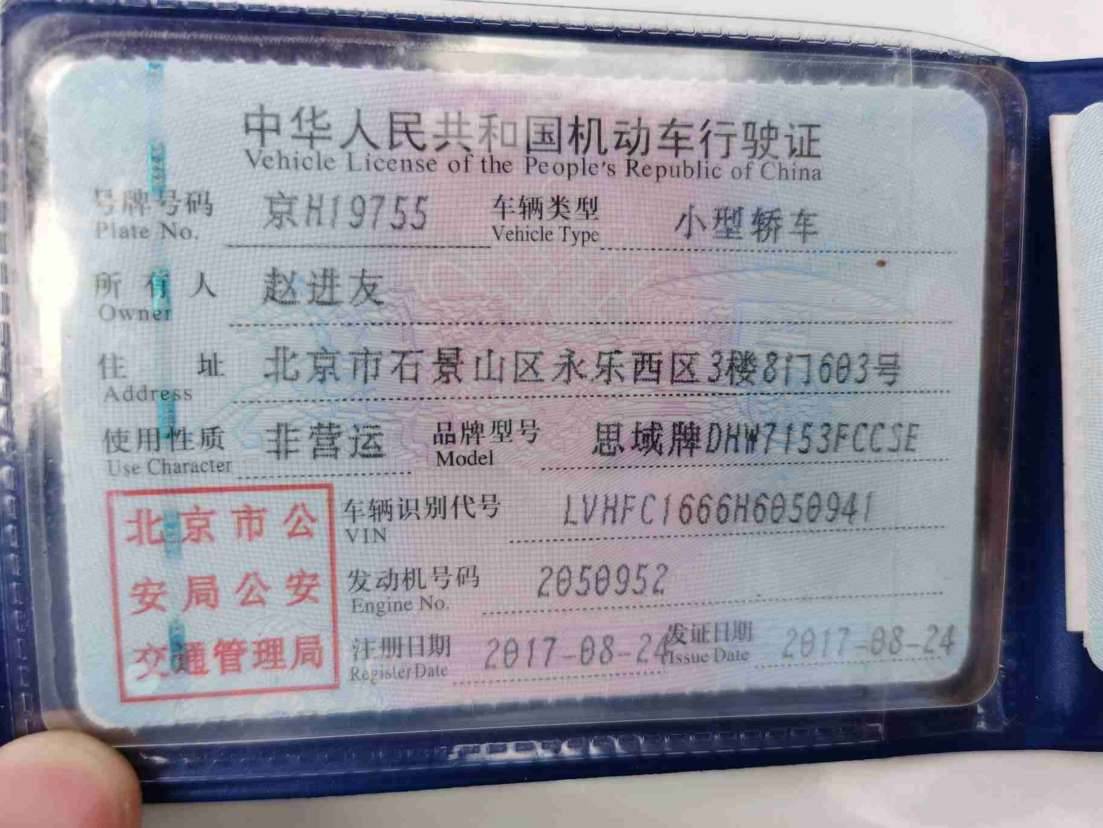 中华人民共和国机动车行驶证
Vehicle License of the People's Republic of China
号牌号码 京H19755 车辆类型 小型轿车
Plate No. Vehicle Type
所有人 赵进友
Owner
住址 北京市石景山区永乐西区3楼8门603号
Address
使用性质 非营运 品牌型号 思域牌DHW7153FCCSE
Use Character Model
北京市公
安局公安
交通管理局
车辆识别代号 LVHFC1666H6050941
VIN
发动机号码 2050952
Engine No.
注册日期 2017-08-24 发证日期 2017-08-24
Register Date Issue Date